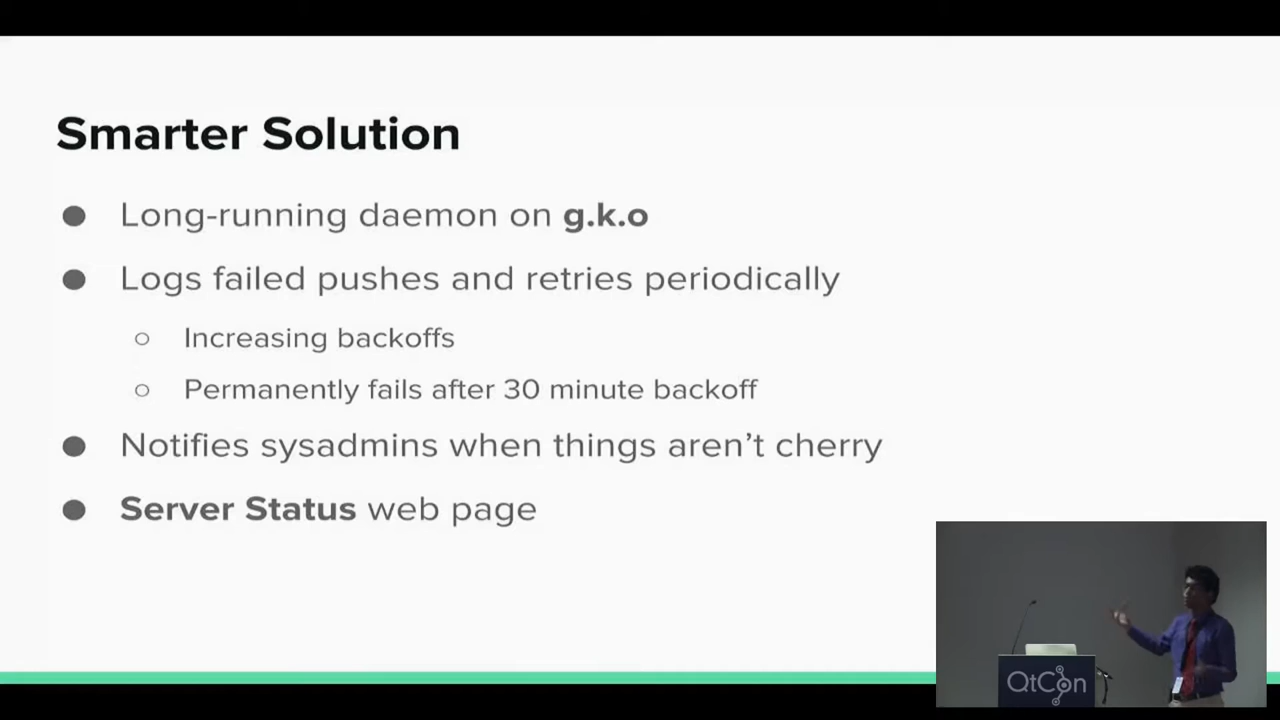 Smarter Solution
● Long-running daemon on g.k.o
● Logs failed pushes and retries periodically
○ Increasing backoffs
○ Permanently fails after 30 minute backoff
● Notifies sysadmins when things aren’t cherry
● Server Status web page
QtCon